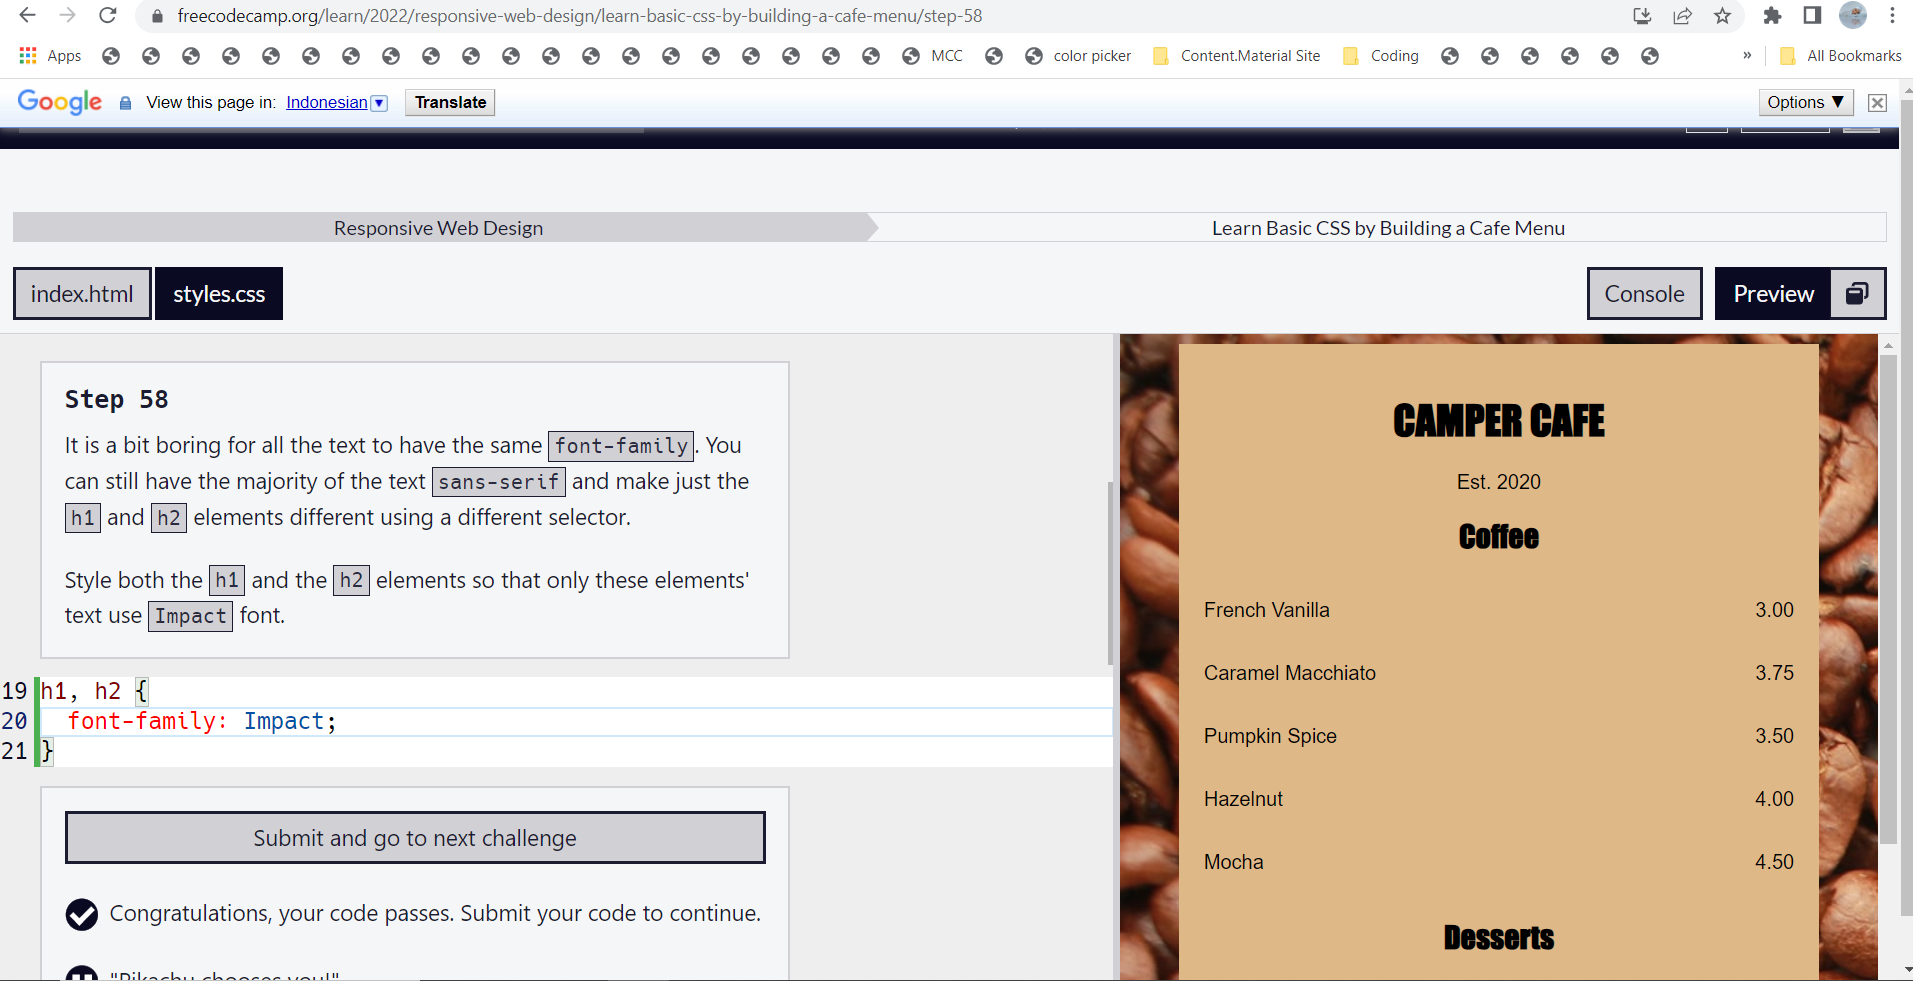 freecodecamp.org/learn/2022/responsive-web-design/learn-basic-css-by-building-a-cafe-menu/step-58
Apps MCC color picker Content.Material Site Coding » All Bookmarks
Google View this page in: Indonesian ▼ Translate Options ▼
Responsive Web Design Learn Basic CSS by Building a Cafe Menu
index.html styles.css Console Preview
Step 58
It is a bit boring for all the text to have the same font-family. You
can still have the majority of the text sans-serif and make just the
h1 and h2 elements different using a different selector.
Style both the h1 and the h2 elements so that only these elements'
text use Impact font.
19 h1, h2 {
20 font-family: Impact;
21 }
Submit and go to next challenge
Congratulations, your code passes. Submit your code to continue.
"Pikachu chooses you!"
CAMPER CAFE
Est. 2020
Coffee
French Vanilla 3.00
Caramel Macchiato 3.75
Pumpkin Spice 3.50
Hazelnut 4.00
Mocha 4.50
Desserts